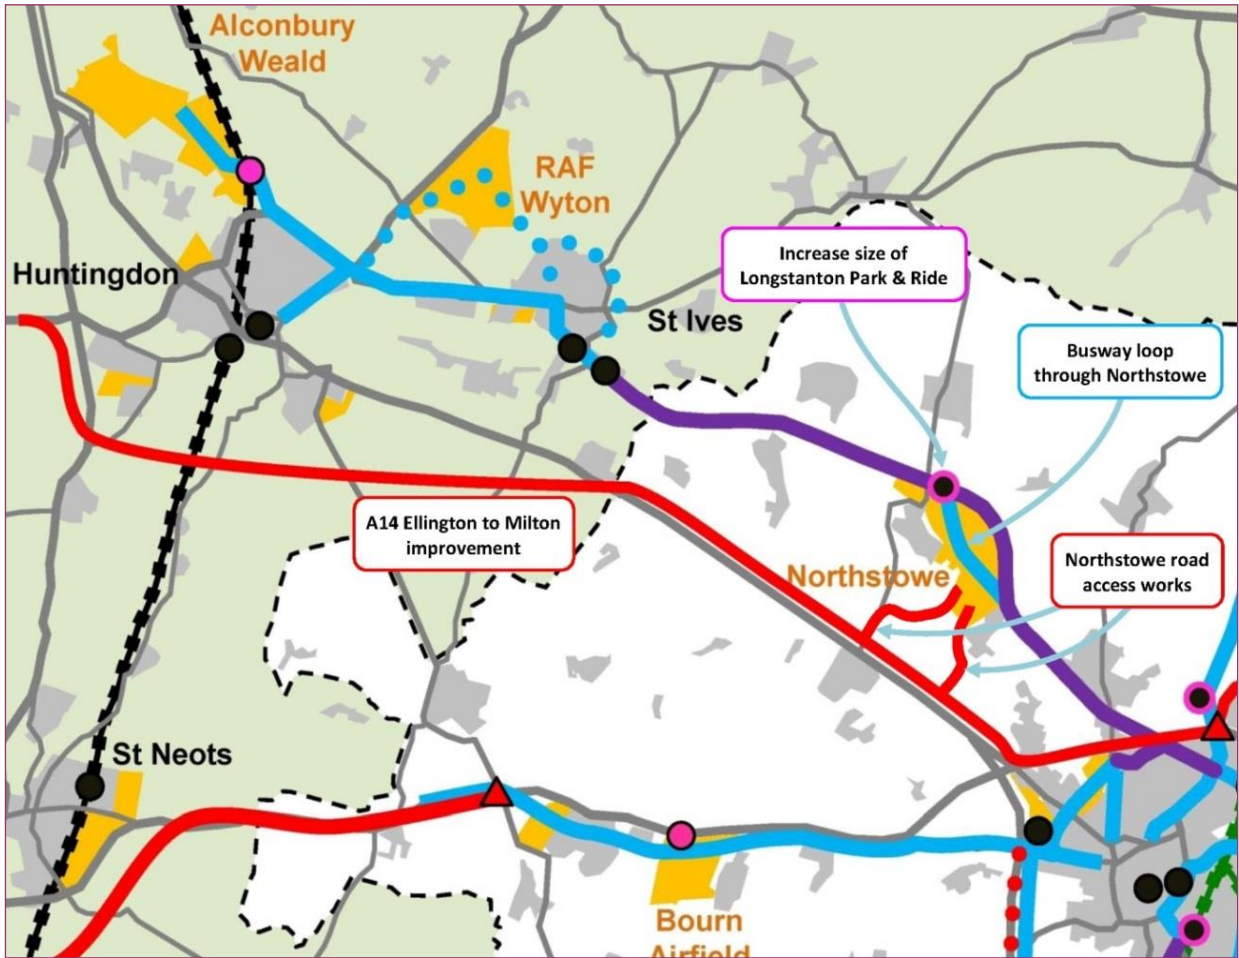 Alconbury
Weald
RAF
Wyton
Huntingdon
St Ives
Increase size of
Longstanton Park & Ride
Busway loop
through Northstowe
A14 Ellington to Milton
improvement
Northstowe
Northstowe road
access works
St Neots
Bourn
Airfield